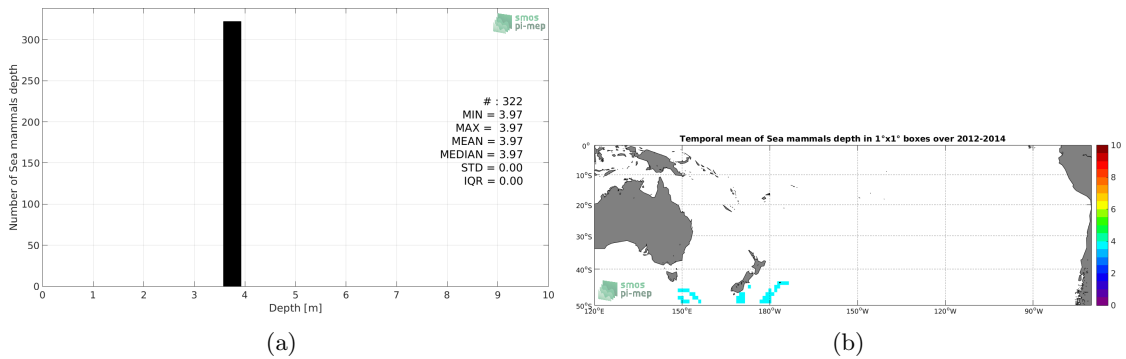 smos
pi-mep
300
250
200
150
100
50
0
Number of Sea mammals depth
# : 322
MIN = 3.97
MAX = 3.97
MEAN = 3.97
MEDIAN = 3.97
STD = 0.00
IQR = 0.00
0 1 2 3 4 5 6 7 8 9 10
Depth [m]
(a)
Temporal mean of Sea mammals depth in 1°x1° boxes over 2012-2014
0°
10°S
20°S
30°S
40°S
50°S
120°E 150°E 180°W 150°W 120°W 90°W
10
8
6
4
2
0
smos
pi-mep
(b)